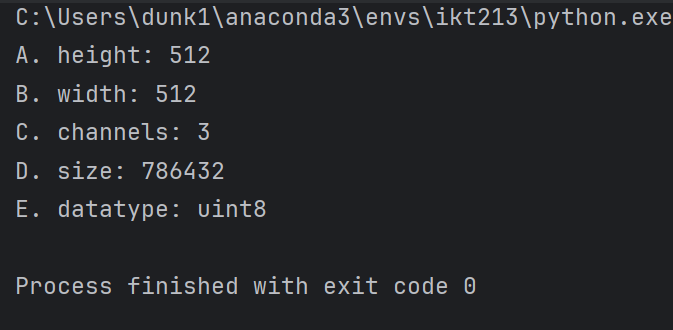 C:\Users\dunk1\anaconda3\envs\ikt213\python.exe
A. height: 512
B. width: 512
C. channels: 3
D. size: 786432
E. datatype: uint8
Process finished with exit code 0